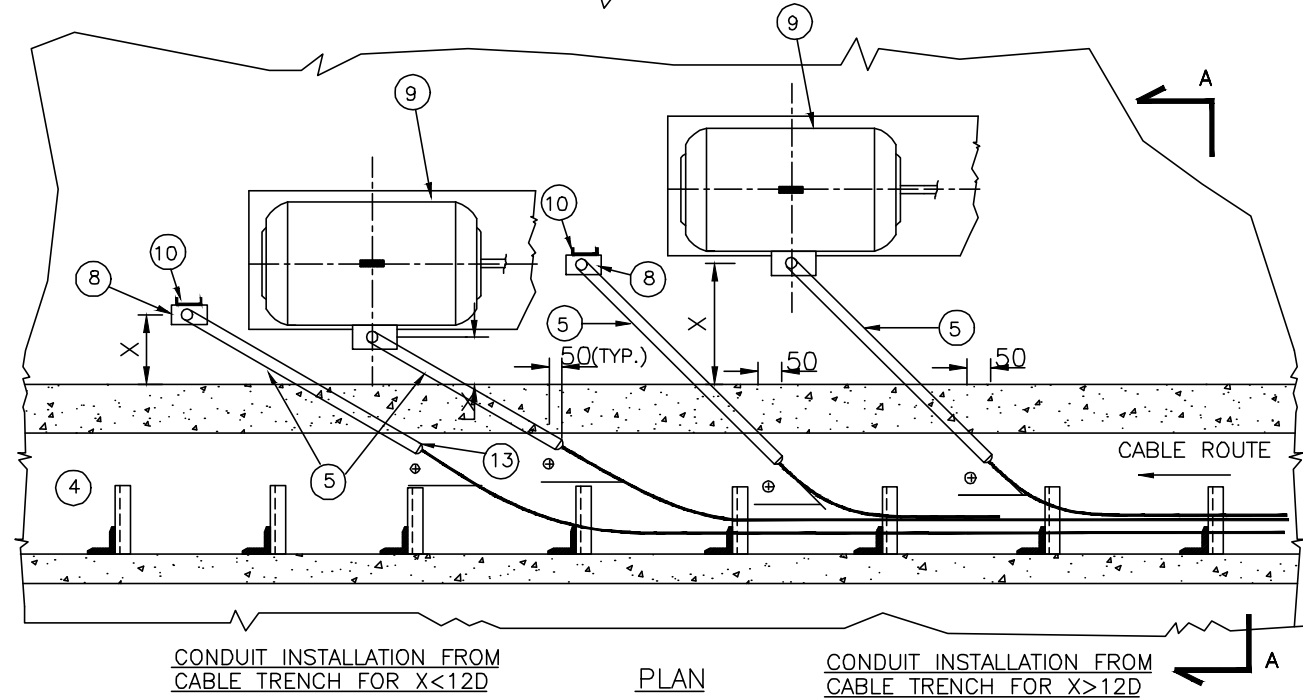 9
A
9
10
10
8
8
X
X
5
5
50(TYP.)
50
50
X
CABLE ROUTE
13
4
5
CONDUIT INSTALLATION FROM
CABLE TRENCH FOR X<12D
PLAN
CONDUIT INSTALLATION FROM
CABLE TRENCH FOR X>12D
A